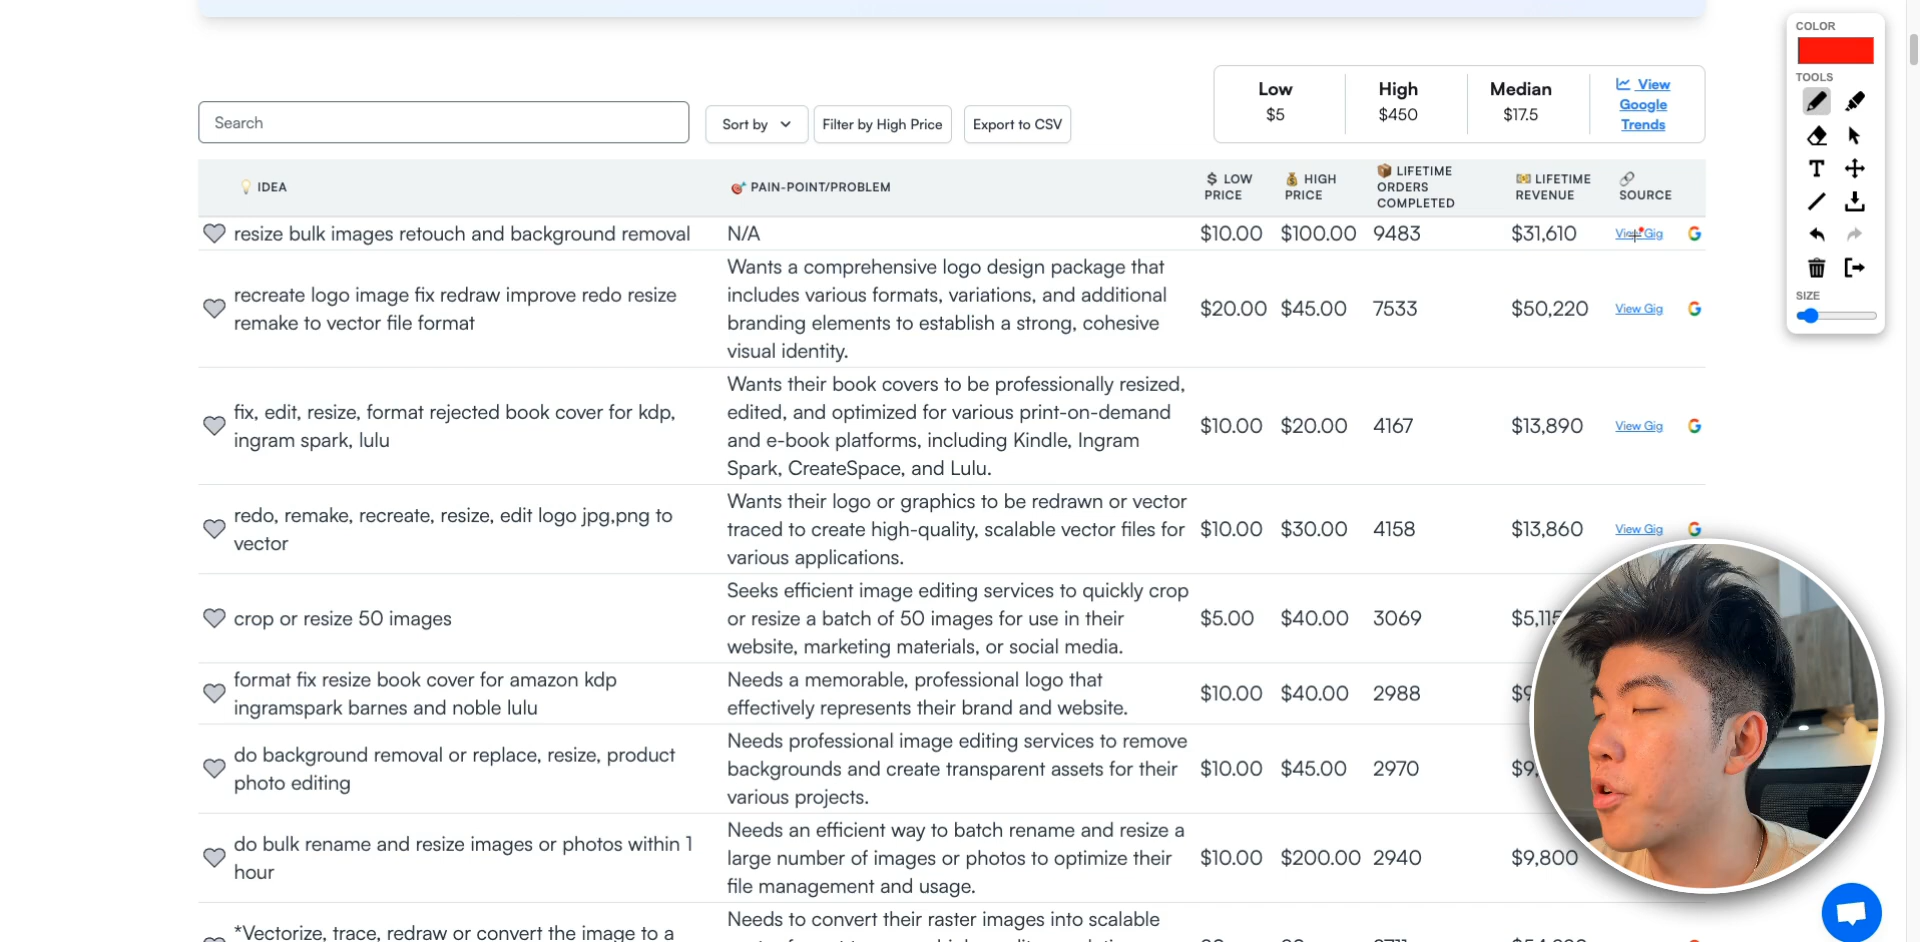 COLOR
TOOLS
T
SIZE
Low
$5
High
$450
Median
$17.5
View
Google
Trends
Search
Sort by
Filter by High Price
Export to CSV
IDEA
PAIN-POINT/PROBLEM
$ LOW
PRICE
HIGH
PRICE
LIFETIME
ORDERS
COMPLETED
LIFETIME
REVENUE
SOURCE
resize bulk images retouch and background removal
N/A
$10.00
$100.00
9483
$31,610
View Gig
recreate logo image fix redraw improve redo resize
remake to vector file format
Wants a comprehensive logo design package that
includes various formats, variations, and additional
branding elements to establish a strong, cohesive
visual identity.
$20.00
$45.00
7533
$50,220
View Gig
fix, edit, resize, format rejected book cover for kdp,
ingram spark, lulu
Wants their book covers to be professionally resized,
edited, and optimized for various print-on-demand
and e-book platforms, including Kindle, Ingram
Spark, CreateSpace, and Lulu.
$10.00
$20.00
4167
$13,890
View Gig
redo, remake, recreate, resize, edit logo jpg,png to
vector
Wants their logo or graphics to be redrawn or vector
traced to create high-quality, scalable vector files for
various applications.
$10.00
$30.00
4158
$13,860
View Gig
crop or resize 50 images
Seeks efficient image editing services to quickly crop
or resize a batch of 50 images for use in their
website, marketing materials, or social media.
$5.00
$40.00
3069
$5,115
format fix resize book cover for amazon kdp
ingramspark barnes and noble lulu
Needs a memorable, professional logo that
effectively represents their brand and website.
$10.00
$40.00
2988
do background removal or replace, resize, product
photo editing
Needs professional image editing services to remove
backgrounds and create transparent assets for their
various projects.
$10.00
$45.00
2970
do bulk rename and resize images or photos within 1
hour
Needs an efficient way to batch rename and resize a
large number of images or photos to optimize their
file management and usage.
$10.00
$200.00
2940
$9,800
*Vectorize, trace, redraw or convert the image to a
Needs to convert their raster images into scalable